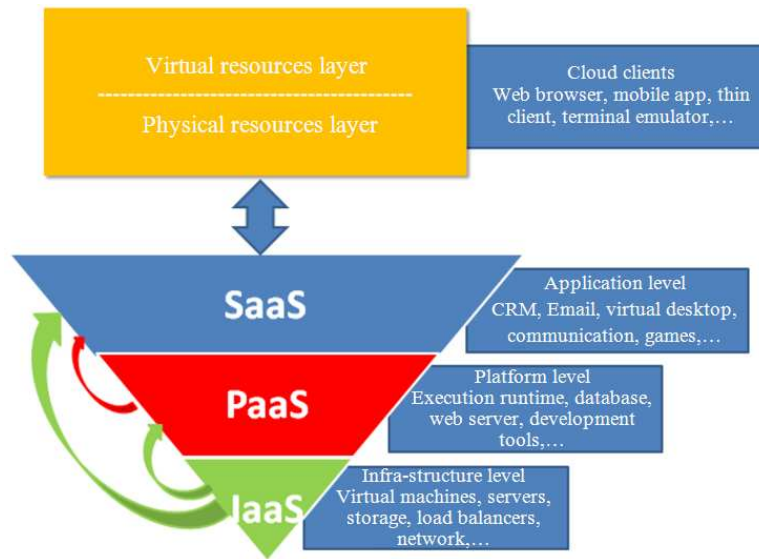 Virtual resources layer
Physical resources layer
Cloud clients
Web browser, mobile app, thin
client, terminal emulator,…
SaaS
Application level
CRM, Email, virtual desktop,
communication, games,…
PaaS
Platform level
Execution runtime, database,
web server, development
tools,…
IaaS
Infra-structure level
Virtual machines, servers,
storage, load balancers,
network,…